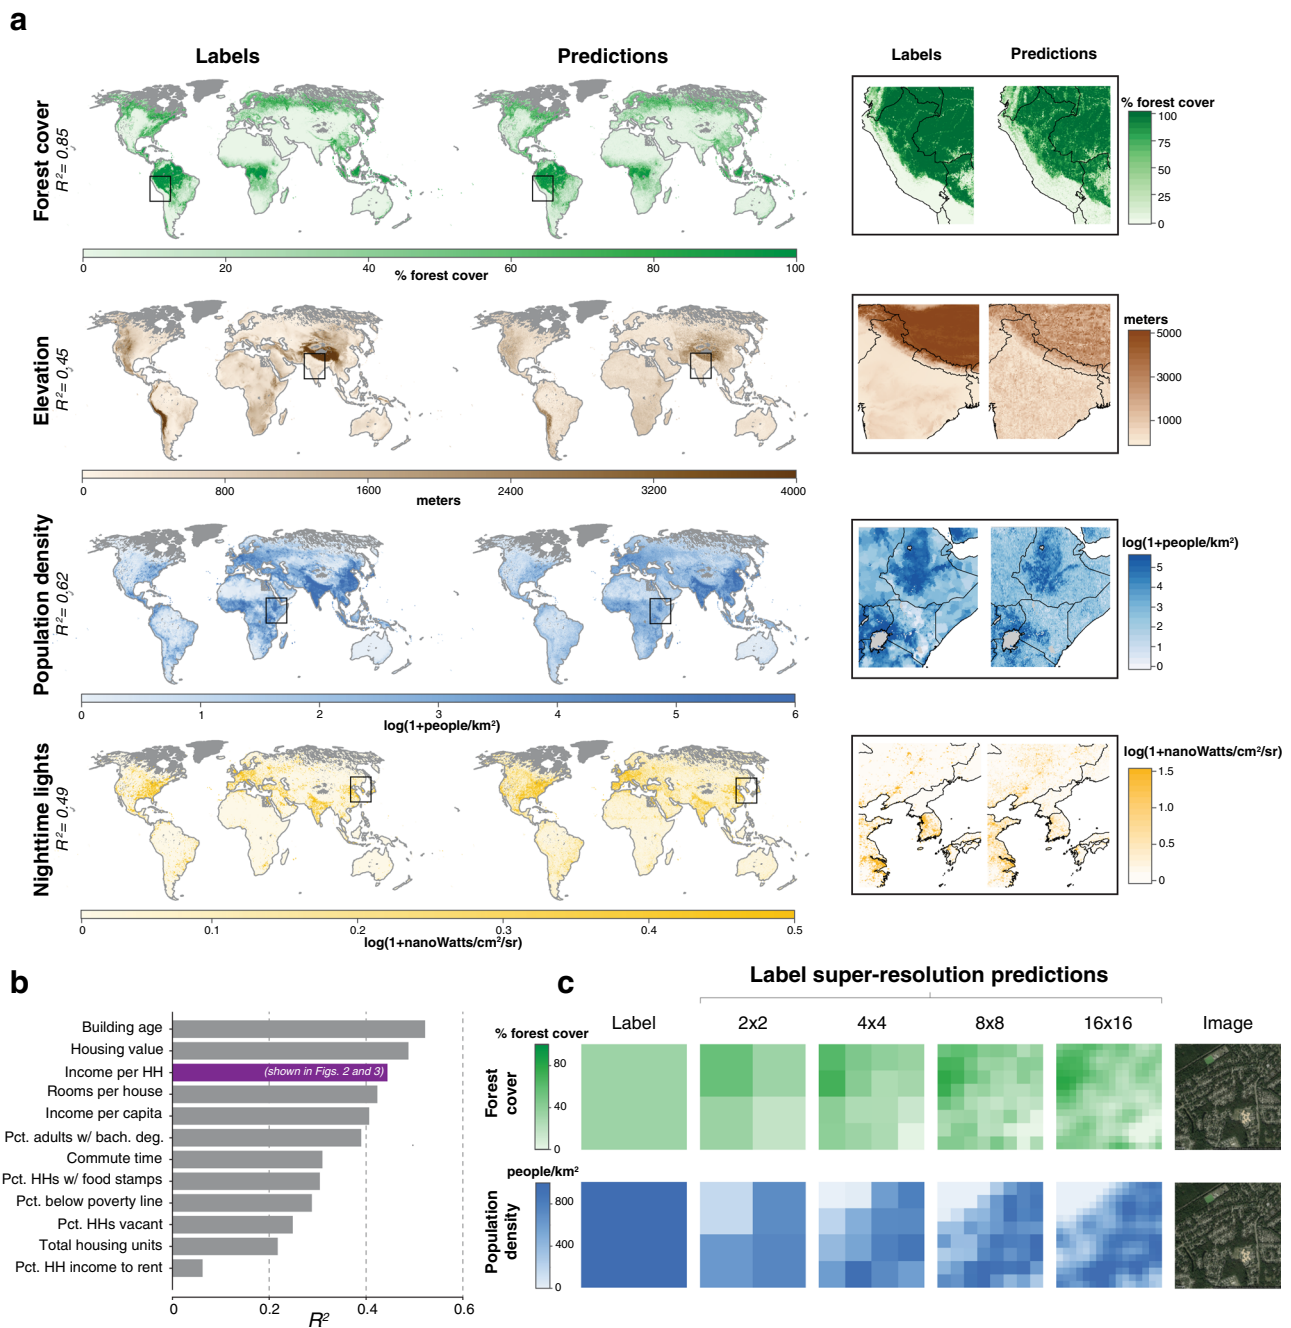 a
Labels
Predictions
Labels
Predictions
Forest cover
R²= 0.85
% forest cover
100
75
50
25
0
0
20
40
60
80
100
% forest cover
Elevation
R²= 0.45
meters
5000
3000
1000
0
800
1600
2400
3200
4000
meters
Population density
R²= 0.62
log(1+people/km²)
5
4
3
2
1
0
0
1
2
3
4
5
6
log(1+people/km²)
Nighttime lights
R²= 0.49
log(1+nanoWatts/cm²/sr)
1.5
1.0
0.5
0
0
0.1
0.2
0.3
0.4
0.5
log(1+nanoWatts/cm²/sr)
b
Building age
Housing value
Income per HH
(shown in Figs. 2 and 3)
Rooms per house
Income per capita
Pct. adults w/ bach. deg.
Commute time
Pct. HHs w/ food stamps
Pct. below poverty line
Pct. HHs vacant
Total housing units
Pct. HH income to rent
0
0.2
0.4
0.6
R²
c
Label super-resolution predictions
Label
2x2
4x4
8x8
16x16
Image
% forest cover
80
40
0
Forest
cover
people/km²
800
400
0
Population
density